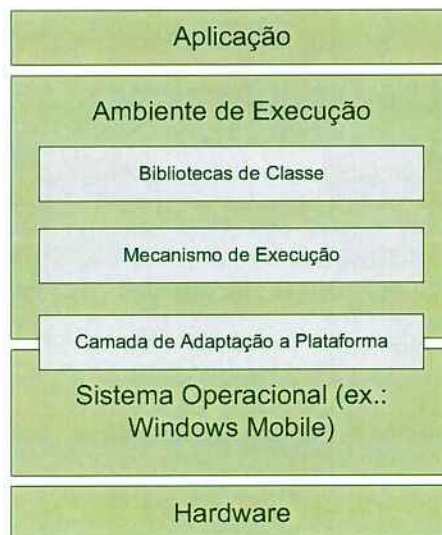 Aplicação
Ambiente de Execução
Bibliotecas de Classe
Mecanismo de Execução
Camada de Adaptação a Plataforma
Sistema Operacional (ex.:
Windows Mobile)
Hardware